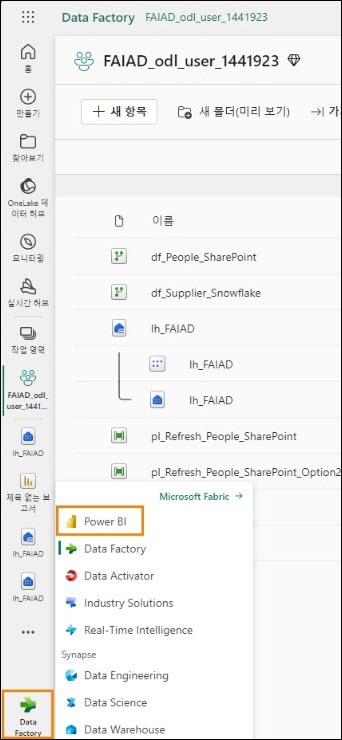 Data Factory FAIAD_odl_user_1441923
홈
만들기
찾아보기
OneLake 데
이터 허브
모니터링
실시간 허브
작업 영역
FAIAD_od
l_user_1441...
lh_FAIAD
제목 없는 보
고서
lh_FAIAD
lh_FAIAD
Data
Factory
FAIAD_odl_user_1441923
새 항목 새 폴더(미리 보기)
이름
df_People_SharePoint
df_Supplier_Snowflake
lh_FAIAD
lh_FAIAD
lh_FAIAD
pl_Refresh_People_SharePoint
pl_Refresh_People_SharePoint_Option2
Microsoft Fabric
Power BI
Data Factory
Data Activator
Industry Solutions
Real-Time Intelligence
Synapse
Data Engineering
Data Science
Data Warehouse